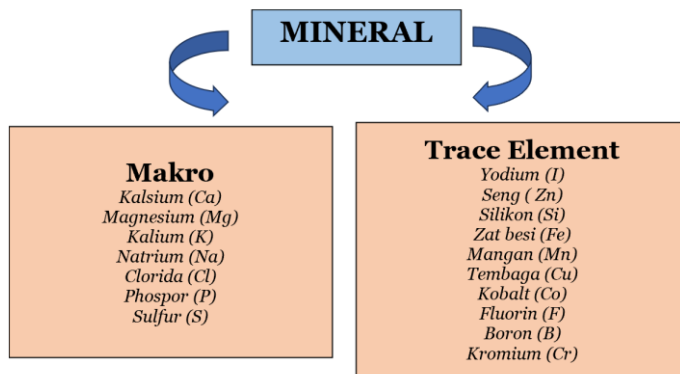 MINERAL
Makro
Kalsium (Ca)
Magnesium (Mg)
Kalium (K)
Natrium (Na)
Clorida (Cl)
Phospor (P)
Sulfur (S)
Trace Element
Yodium (I)
Seng ( Zn)
Silikon (Si)
Zat besi (Fe)
Mangan (Mn)
Tembaga (Cu)
Kobalt (Co)
Fluorin (F)
Boron (B)
Kromium (Cr)